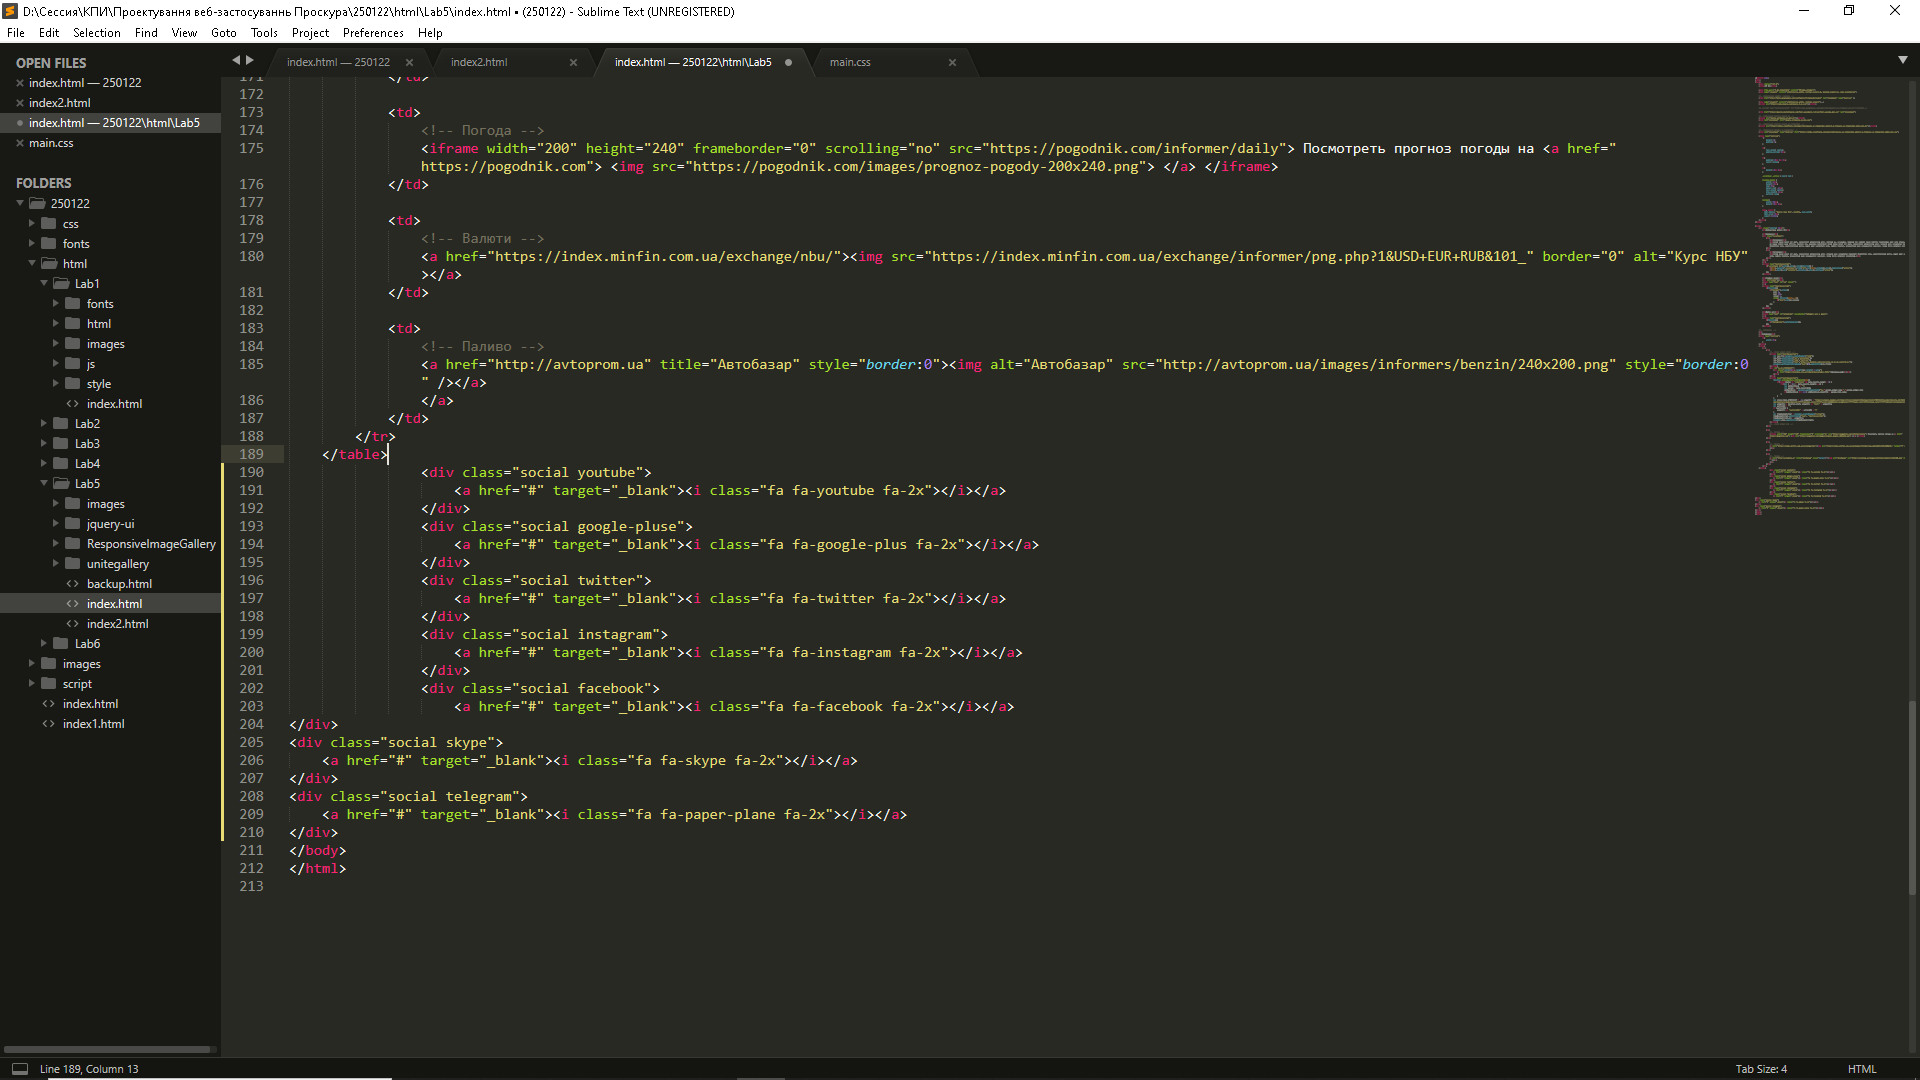 D:\Сессия\КПИ\Проектування веб-застосуваннь Проскура\250122\html\Lab5\index.html • (250122) - Sublime Text (UNREGISTERED)
File Edit Selection Find View Goto Tools Project Preferences Help
OPEN FILES
index.html — 250122
index2.html
index.html — 250122\html\Lab5
main.css
FOLDERS
250122
css
fonts
html
Lab1
fonts
html
images
js
style
index.html
Lab2
Lab3
Lab4
Lab5
images
jquery-ui
ResponsiveImageGallery
unitegallery
backup.html
index.html
index2.html
Lab6
images
script
index.html
index1.html
index.html — 250122 index2.html index.html — 250122\html\Lab5 main.css
171 </td>
172
173 <td>
174 <!-- Погода -->
175 <iframe width="200" height="240" frameborder="0" scrolling="no" src="https://pogodnik.com/informer/daily"> Посмотреть прогноз погоды на <a href="
https://pogodnik.com"> <img src="https://pogodnik.com/images/prognoz-pogody-200x240.png"> </a> </iframe>
176 </td>
177
178 <td>
179 <!-- Валюти -->
180 <a href="https://index.minfin.com.ua/exchange/nbu/"><img src="https://index.minfin.com.ua/exchange/informer/png.php?1&USD+EUR+RUB&101_" border="0" alt="Курс НБУ"
></a>
181 </td>
182
183 <td>
184 <!-- Паливо -->
185 <a href="http://avtoprom.ua" title="Автобазар" style="border:0"><img alt="Автобазар" src="http://avtoprom.ua/images/informers/benzin/240x200.png" style="border:0
" /></a>
186 </a>
187 </td>
188 </tr>
189 </table>
190 <div class="social youtube">
191 <a href="#" target="_blank"><i class="fa fa-youtube fa-2x"></i></a>
192 </div>
193 <div class="social google-pluse">
194 <a href="#" target="_blank"><i class="fa fa-google-plus fa-2x"></i></a>
195 </div>
196 <div class="social twitter">
197 <a href="#" target="_blank"><i class="fa fa-twitter fa-2x"></i></a>
198 </div>
199 <div class="social instagram">
200 <a href="#" target="_blank"><i class="fa fa-instagram fa-2x"></i></a>
201 </div>
202 <div class="social facebook">
203 <a href="#" target="_blank"><i class="fa fa-facebook fa-2x"></i></a>
204 </div>
205 <div class="social skype">
206 <a href="#" target="_blank"><i class="fa fa-skype fa-2x"></i></a>
207 </div>
208 <div class="social telegram">
209 <a href="#" target="_blank"><i class="fa fa-paper-plane fa-2x"></i></a>
210 </div>
211 </body>
212 </html>
213
Line 189, Column 13 Tab Size: 4 HTML